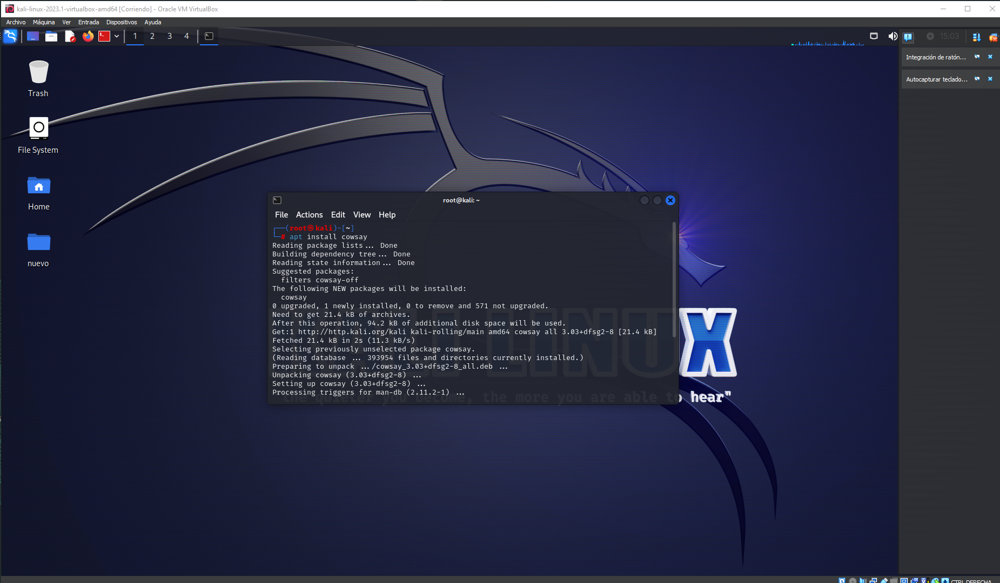 kali-linux-2023.1-virtualbox-amd64 [Corriendo] - Oracle VM VirtualBox
Archivo Máquina Ver Entrada Dispositivos Ayuda
1 2 3 4
15:03
Integración de ratón...
Autocapturar teclado...
Trash
File System
Home
nuevo
root@kali: ~
File Actions Edit View Help
┌──(root㉿kali)-[~]
└─# apt install cowsay
Reading package lists... Done
Building dependency tree... Done
Reading state information... Done
Suggested packages:
filters cowsay-off
The following NEW packages will be installed:
cowsay
0 upgraded, 1 newly installed, 0 to remove and 571 not upgraded.
Need to get 21.4 kB of archives.
After this operation, 94.2 kB of additional disk space will be used.
Get:1 http://http.kali.org/kali kali-rolling/main amd64 cowsay all 3.03+dfsg2-8 [21.4 kB]
Fetched 21.4 kB in 2s (11.3 kB/s)
Selecting previously unselected package cowsay.
(Reading database ... 393954 files and directories currently installed.)
Preparing to unpack .../cowsay_3.03+dfsg2-8_all.deb ...
Unpacking cowsay (3.03+dfsg2-8) ...
Setting up cowsay (3.03+dfsg2-8) ...
Processing triggers for man-db (2.11.2-1) ...
KALI LINUX
the quieter you become, the more you are able to hear"
CTRL DERECHA